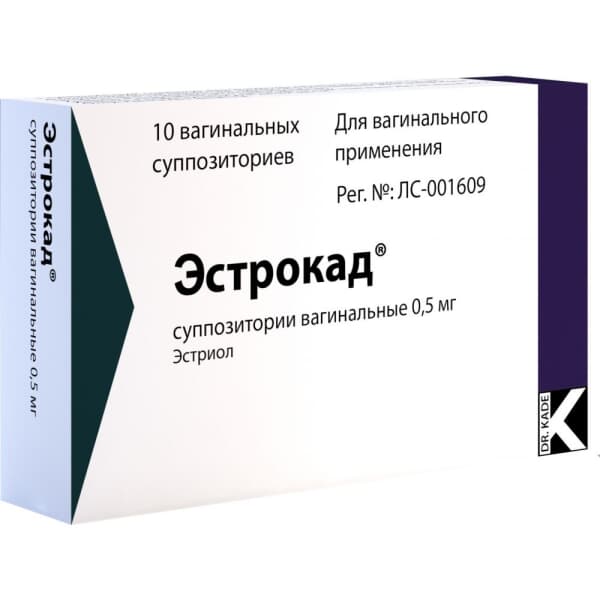 10 вагинальных
суппозиториев
Для вагинального
применения
Рег. №: ЛС-001609
Эстрокад®
суппозитории вагинальные 0,5 мг
Эстриол
DR. KADE
Эстрокад®
суппозитории вагинальные 0,5 мг